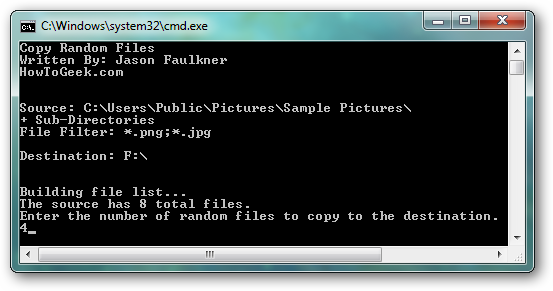 C:\Windows\system32\cmd.exe
Copy Random Files
Written By: Jason Faulkner
HowToGeek.com
Source: C:\Users\Public\Pictures\Sample Pictures\
+ Sub-Directories
File Filter: *.png;*.jpg
Destination: F:\
Building file list...
The source has 8 total files.
Enter the number of random files to copy to the destination.
4_